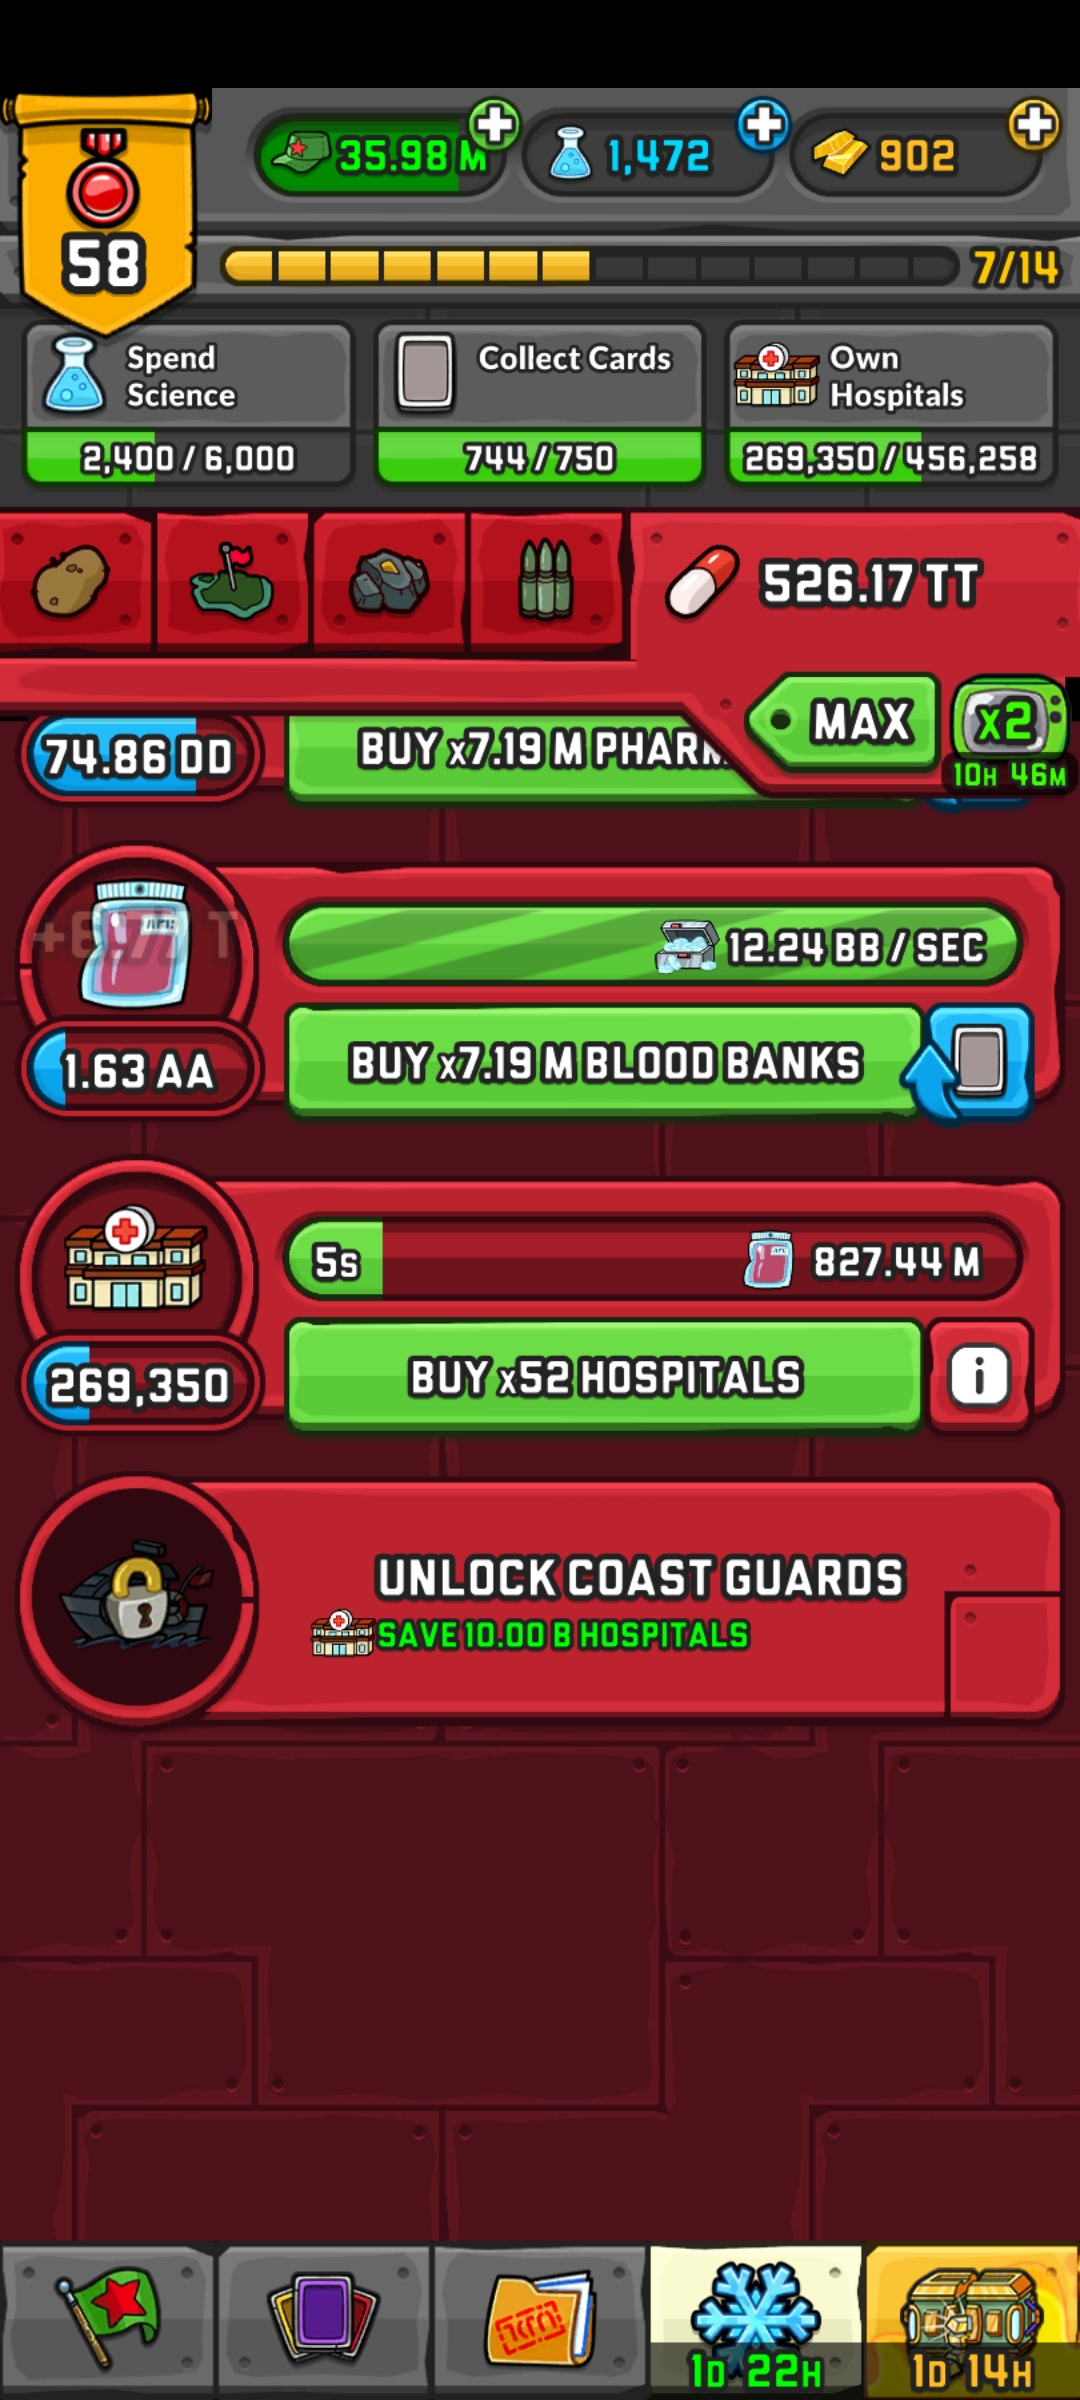 35.98 M
1,472
902
58
7/14
Spend
Science
2,400 / 6,000
Collect Cards
744 / 750
Own
Hospitals
269,350 / 456,258
526.17 TT
MAX
x2
10H 46M
74.86 DD
BUY x7.19 M
12.24 BB / SEC
1.63 AA
BUY x7.19 M BLOOD BANKS
5s
827.44 M
269,350
BUY x52 HOSPITALS
i
UNLOCK COAST GUARDS
SAVE 10.00 B HOSPITALS
1D 22H
1D 14H